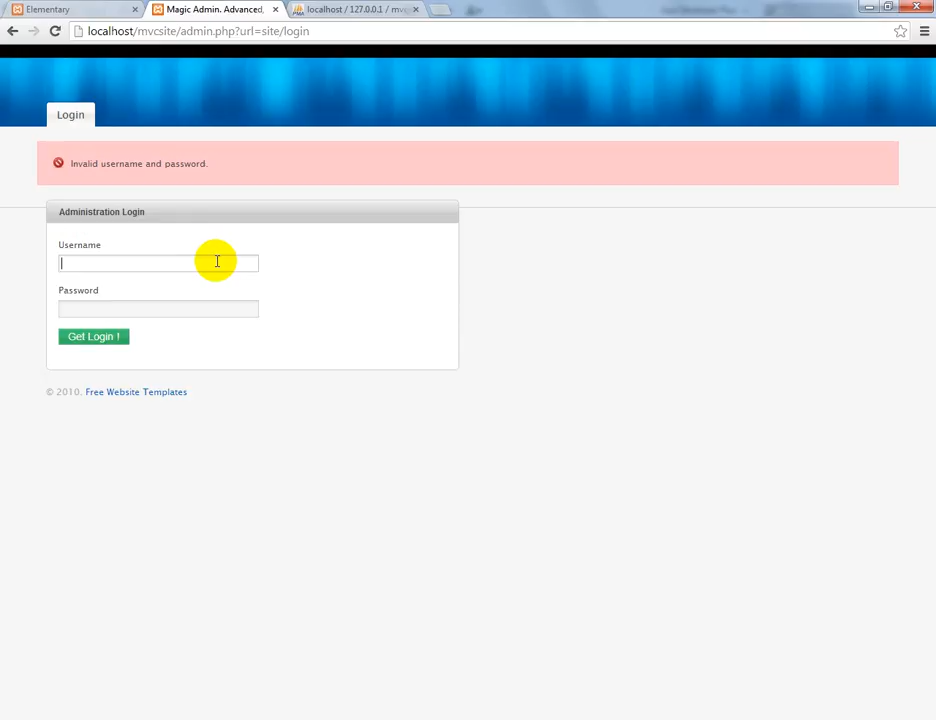 Elementary
Magic Admin. Advanced,
localhost / 127.0.0.1 / mv
localhost/mvcsite/admin.php?url=site/login
Login
Invalid username and password.
Administration Login
Username
Password
Get Login !
© 2010. Free Website Templates